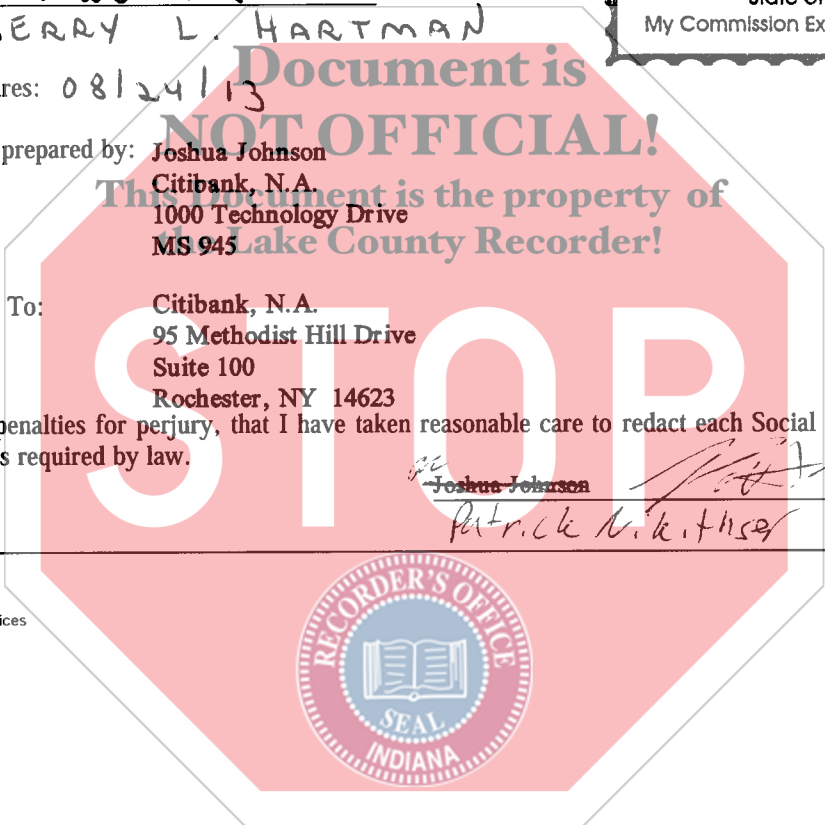 ERRY L. HARTMAN
My Commission Ex
res: 08/24/13
Document is
NOT OFFICIAL!
This Document is the property of
the Lake County Recorder!
prepared by: Joshua Johnson
Citibank, N.A.
1000 Technology Drive
MS 945
To: Citibank, N.A.
95 Methodist Hill Drive
Suite 100
Rochester, NY 14623
penalties for perjury, that I have taken reasonable care to redact each Social
s required by law.
Joshua Johnson
Patrick
STOP
ices
RECORDER'S OFFICE
SEAL
INDIANA